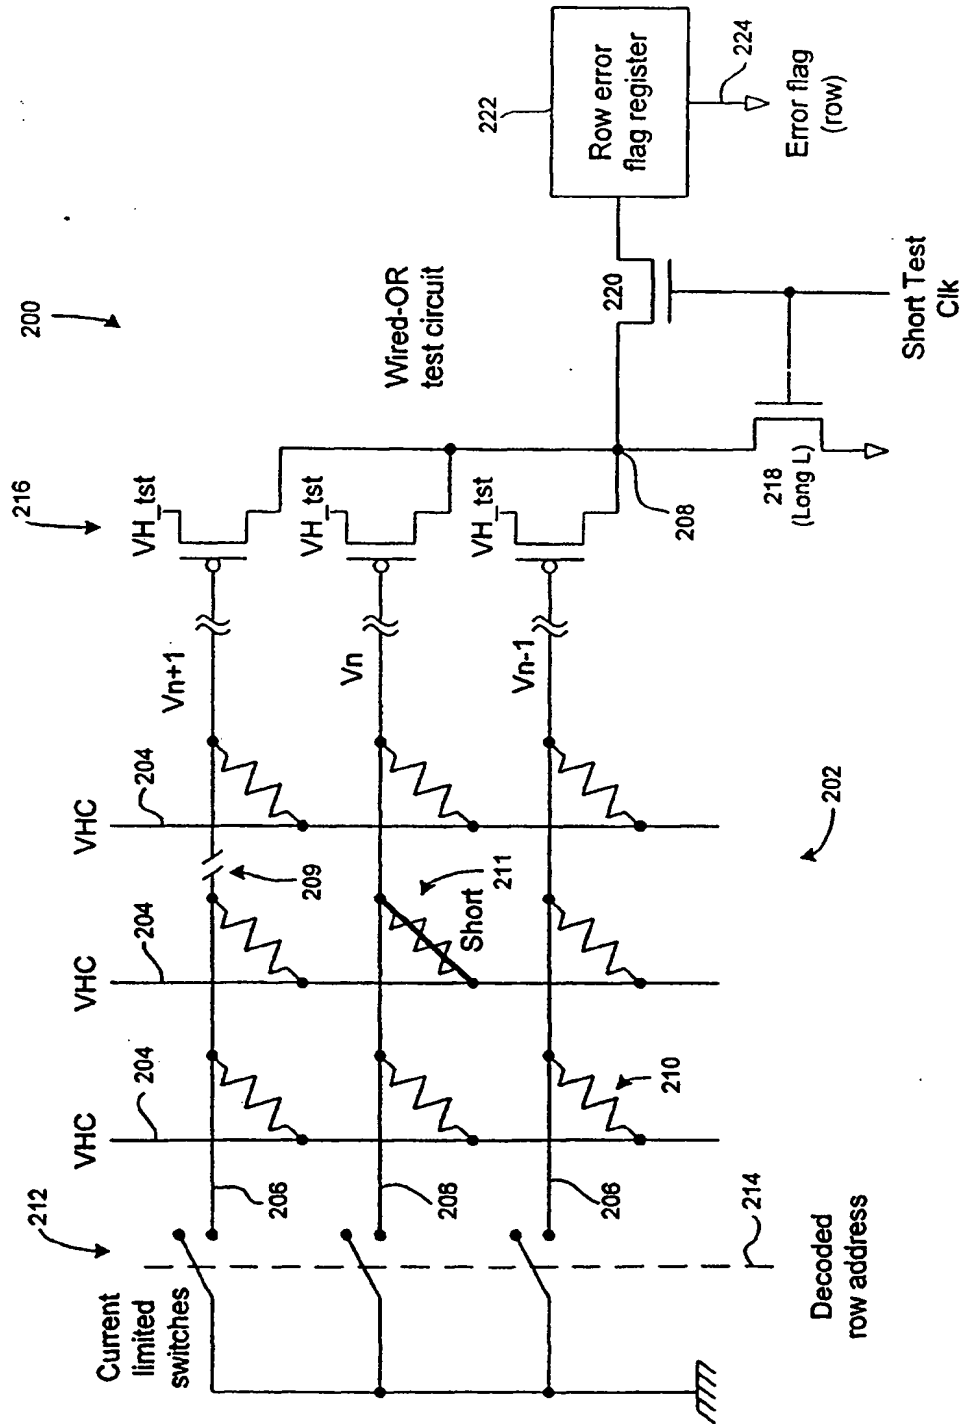 212
Current
limited
switches
VHC
204
VHC
204
VHC
204
216
200
206
209
Vn+1
VH_tst
Wired-OR
test circuit
208
Short
211
Vn
VH_tst
222
Row error
flag register
206
210
Vn-1
VH_tst
208
220
224
Error flag
(row)
214
Decoded
row address
202
218
(Long L)
Short Test
Clk